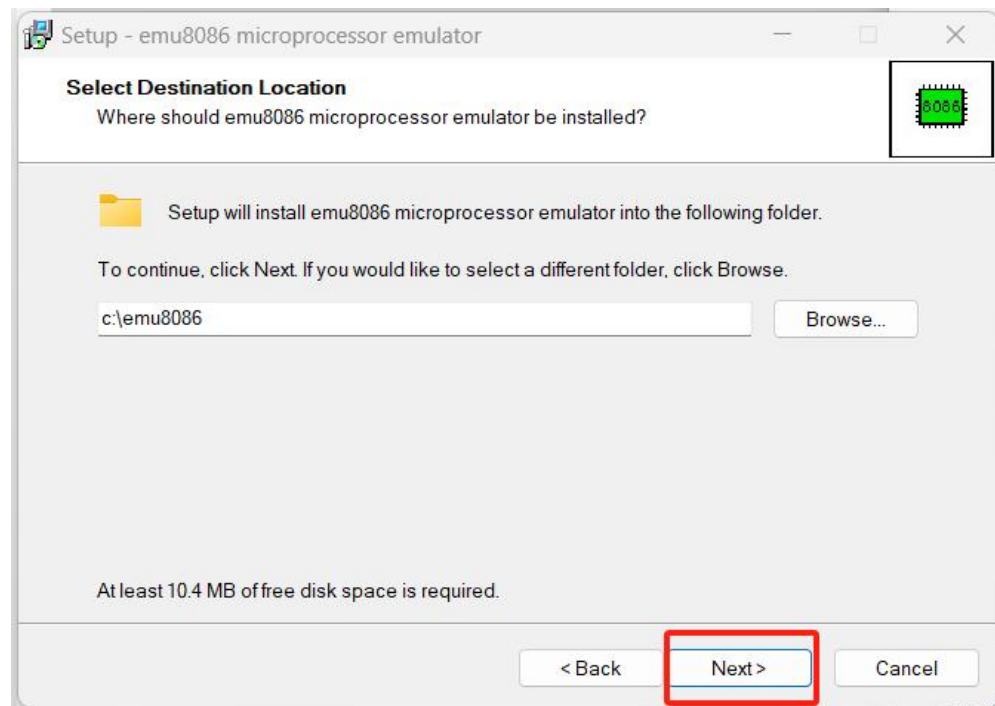 Setup - emu8086 microprocessor emulator
Select Destination Location
Where should emu8086 microprocessor emulator be installed?
8086
Setup will install emu8086 microprocessor emulator into the following folder.
To continue, click Next. If you would like to select a different folder, click Browse.
c:\emu8086
Browse...
At least 10.4 MB of free disk space is required.
< Back
Next >
Cancel